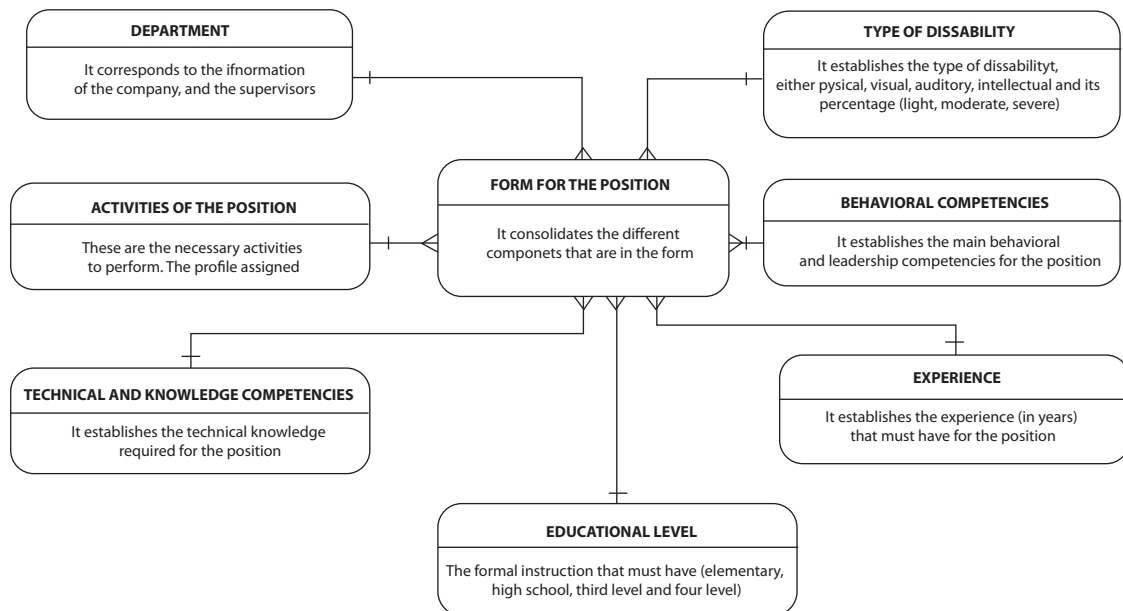 DEPARTMENT
It corresponds to the ifnormation
of the company, and the supervisors
TYPE OF DISSABILITY
It establishes the type of dissabilityt,
either pysical, visual, auditory, intellectual and its
percentage (light, moderate, severe)
FORM FOR THE POSITION
It consolidates the different
componets that are in the form
ACTIVITIES OF THE POSITION
These are the necessary activities
to perform. The profile assigned
BEHAVIORAL COMPETENCIES
It establishes the main behavioral
and leadership competencies for the position
TECHNICAL AND KNOWLEDGE COMPETENCIES
It establishes the technical knowledge
required for the position
EXPERIENCE
It establishes the experience (in years)
that must have for the position
EDUCATIONAL LEVEL
The formal instruction that must have (elementary,
high school, third level and four level)